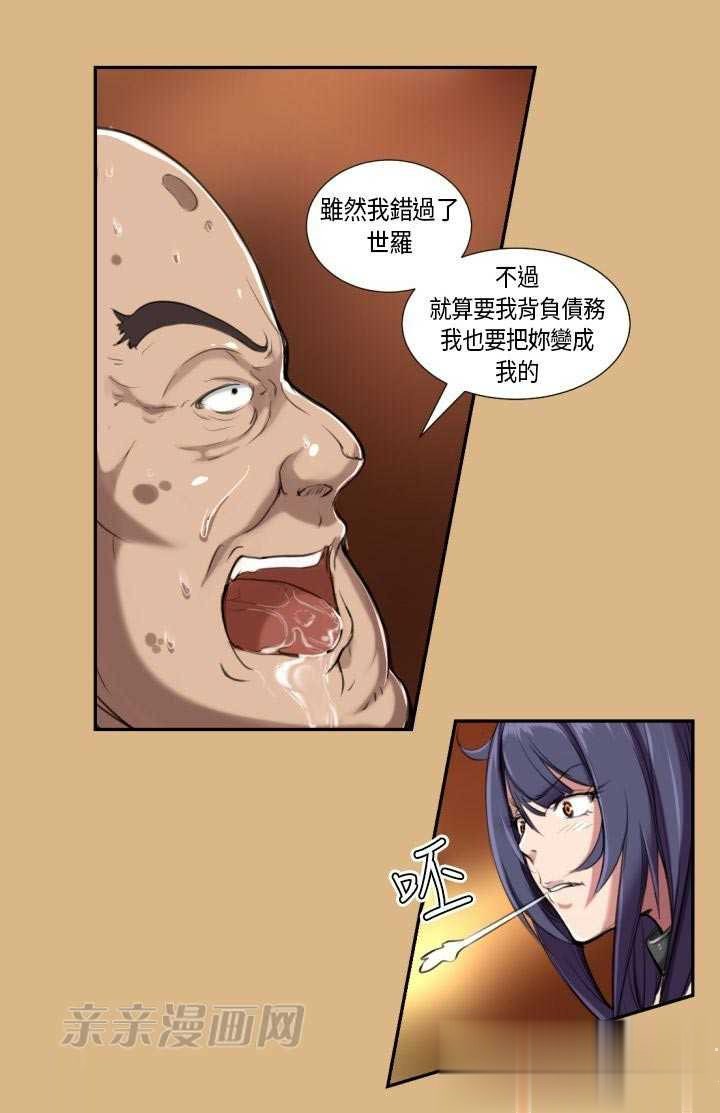 雖然我錯過了
世羅
不過
就算要我背負債務
我也要把妳變成
我的
呸
亲亲漫画网